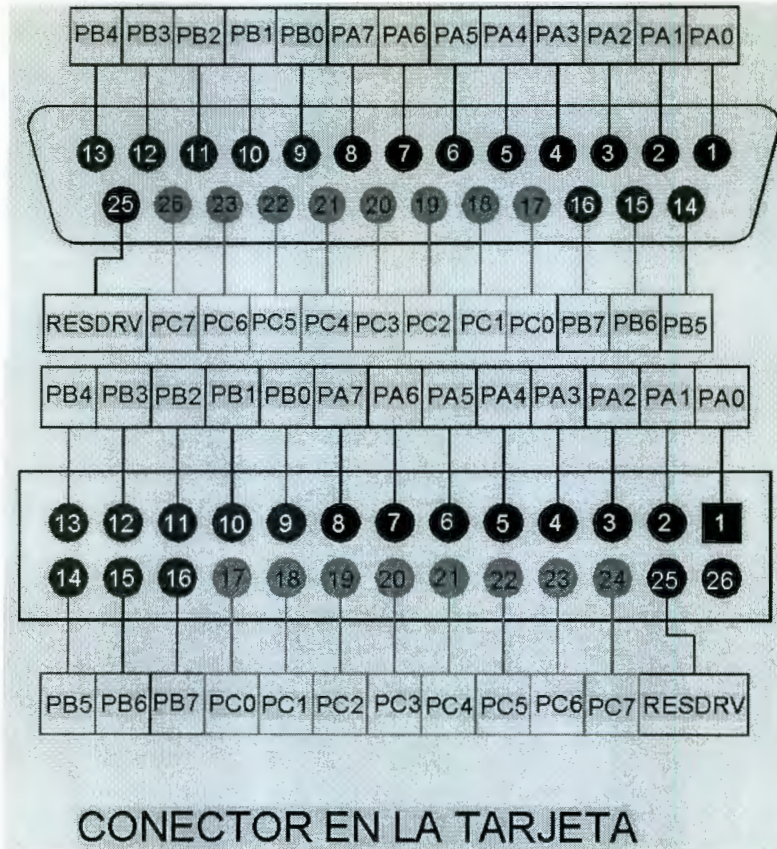 PB4 PB3 PB2 PB1 PB0 PA7 PA6 PA5 PA4 PA3 PA2 PA1 PA0
13 12 11 10 9 8 7 6 5 4 3 2 1
25 26 23 22 21 20 19 18 17 16 15 14
RESDRV PC7 PC6 PC5 PC4 PC3 PC2 PC1 PC0 PB7 PB6 PB5
PB4 PB3 PB2 PB1 PB0 PA7 PA6 PA5 PA4 PA3 PA2 PA1 PA0
13 12 11 10 9 8 7 6 5 4 3 2 1
14 15 16 17 18 19 20 21 22 23 24 25 26
PB5 PB6 PB7 PC0 PC1 PC2 PC3 PC4 PC5 PC6 PC7 RESDRV
CONECTOR EN LA TARJETA